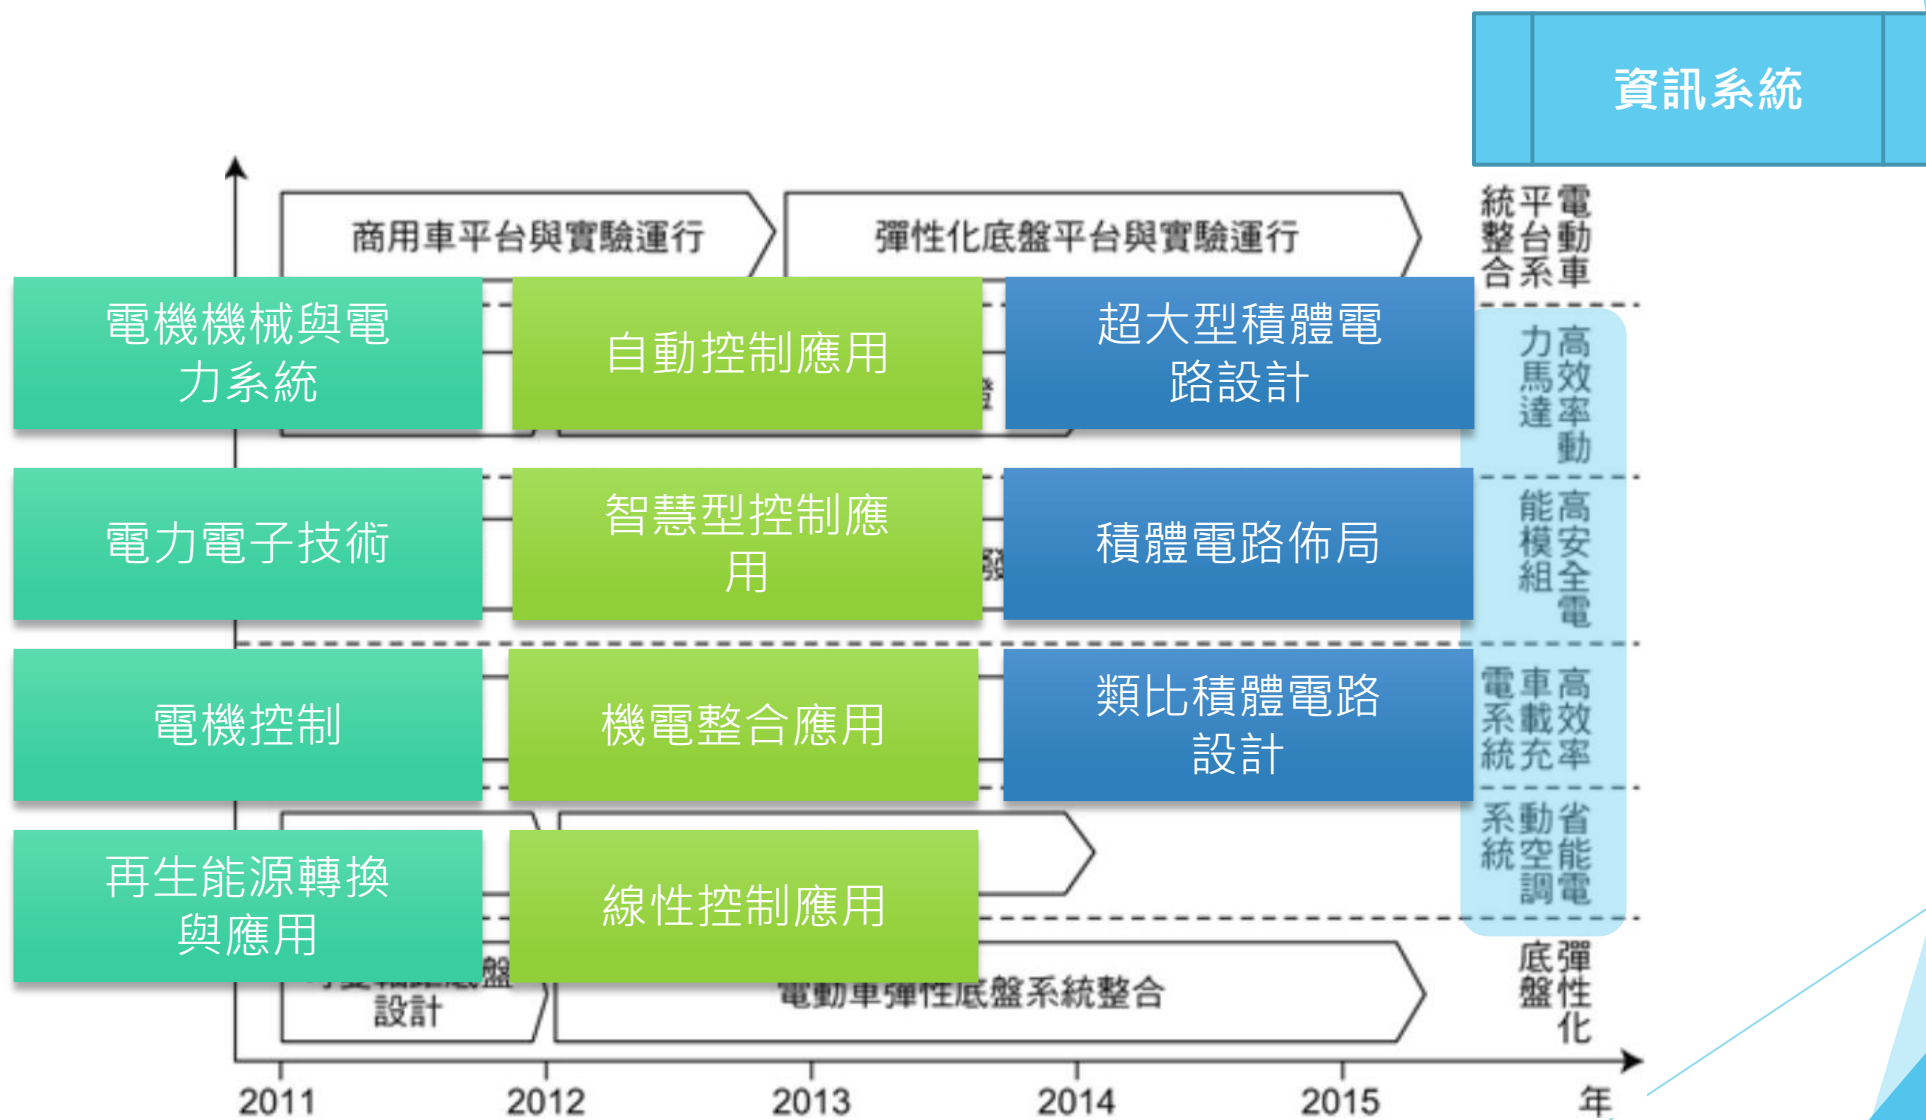 資訊系統
商用車平台與實驗運行
彈性化底盤平台與實驗運行
電動車
平台系
統整合
電機機械與電
力系統
自動控制應用
超大型積體電
路設計
高效率動
力馬達
電力電子技術
智慧型控制應
用
積體電路佈局
高安全電
能模組
電機控制
機電整合應用
類比積體電路
設計
高效率
車載充
電系統
再生能源轉換
與應用
線性控制應用
省能電
動空調
系統
設計
電動車彈性底盤系統整合
彈性化
底盤
2011
2012
2013
2014
2015
年